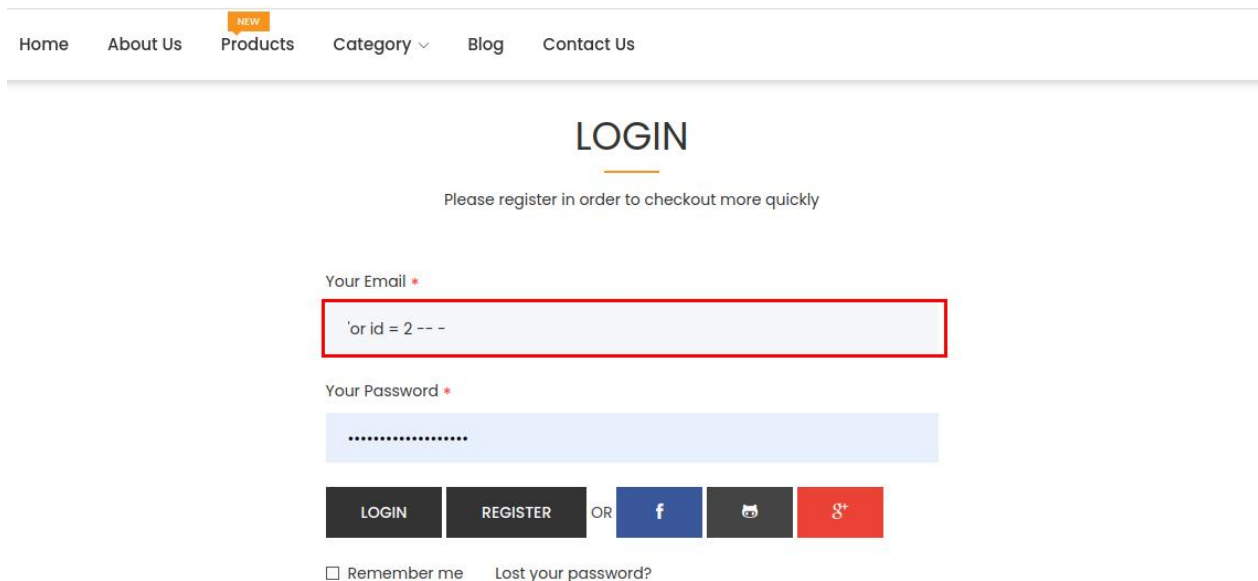 NEW
Home About Us Products Category Blog Contact Us
LOGIN
Please register in order to checkout more quickly
Your Email *
'or id = 2 -- -
Your Password *
•••••••••••••••••••
LOGIN REGISTER OR f g+
Remember me Lost your password?